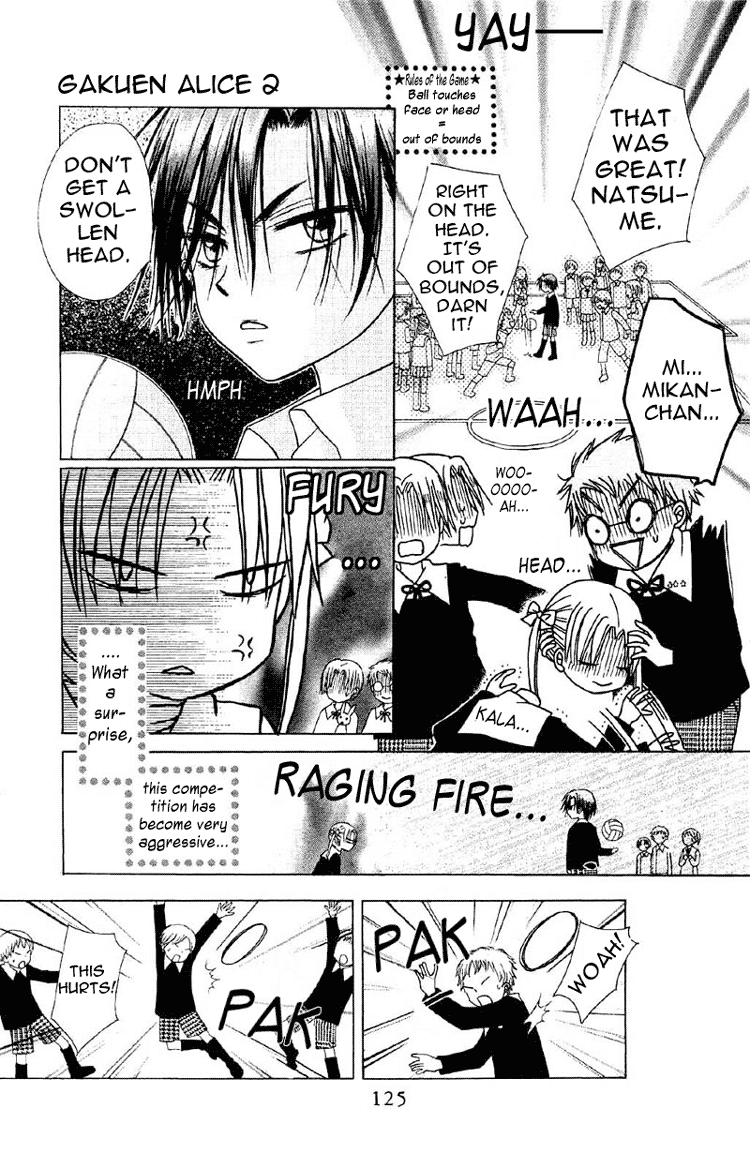 YAY—
GAKUEN ALICE 2
★Rules of the Game★
Ball touches
face or head
=
out of bounds
THAT
WAS
GREAT!
NATSU-
ME.
RIGHT
ON THE
HEAD.
IT'S
OUT OF
BOUNDS,
DARN
IT!
DON'T
GET A
SWOL-
LEN
HEAD.
HMPH
MI...
MIKAN-
CHAN...
WAAH...
WOO-
OOOO-
AH...
HEAD...
KALA...
FURY
...
....
What
a
sur-
prise,
this compe-
tition has
become very
aggressive...
RAGING FIRE...
THIS
HURTS!
PAK
PAK
WOAH!
125